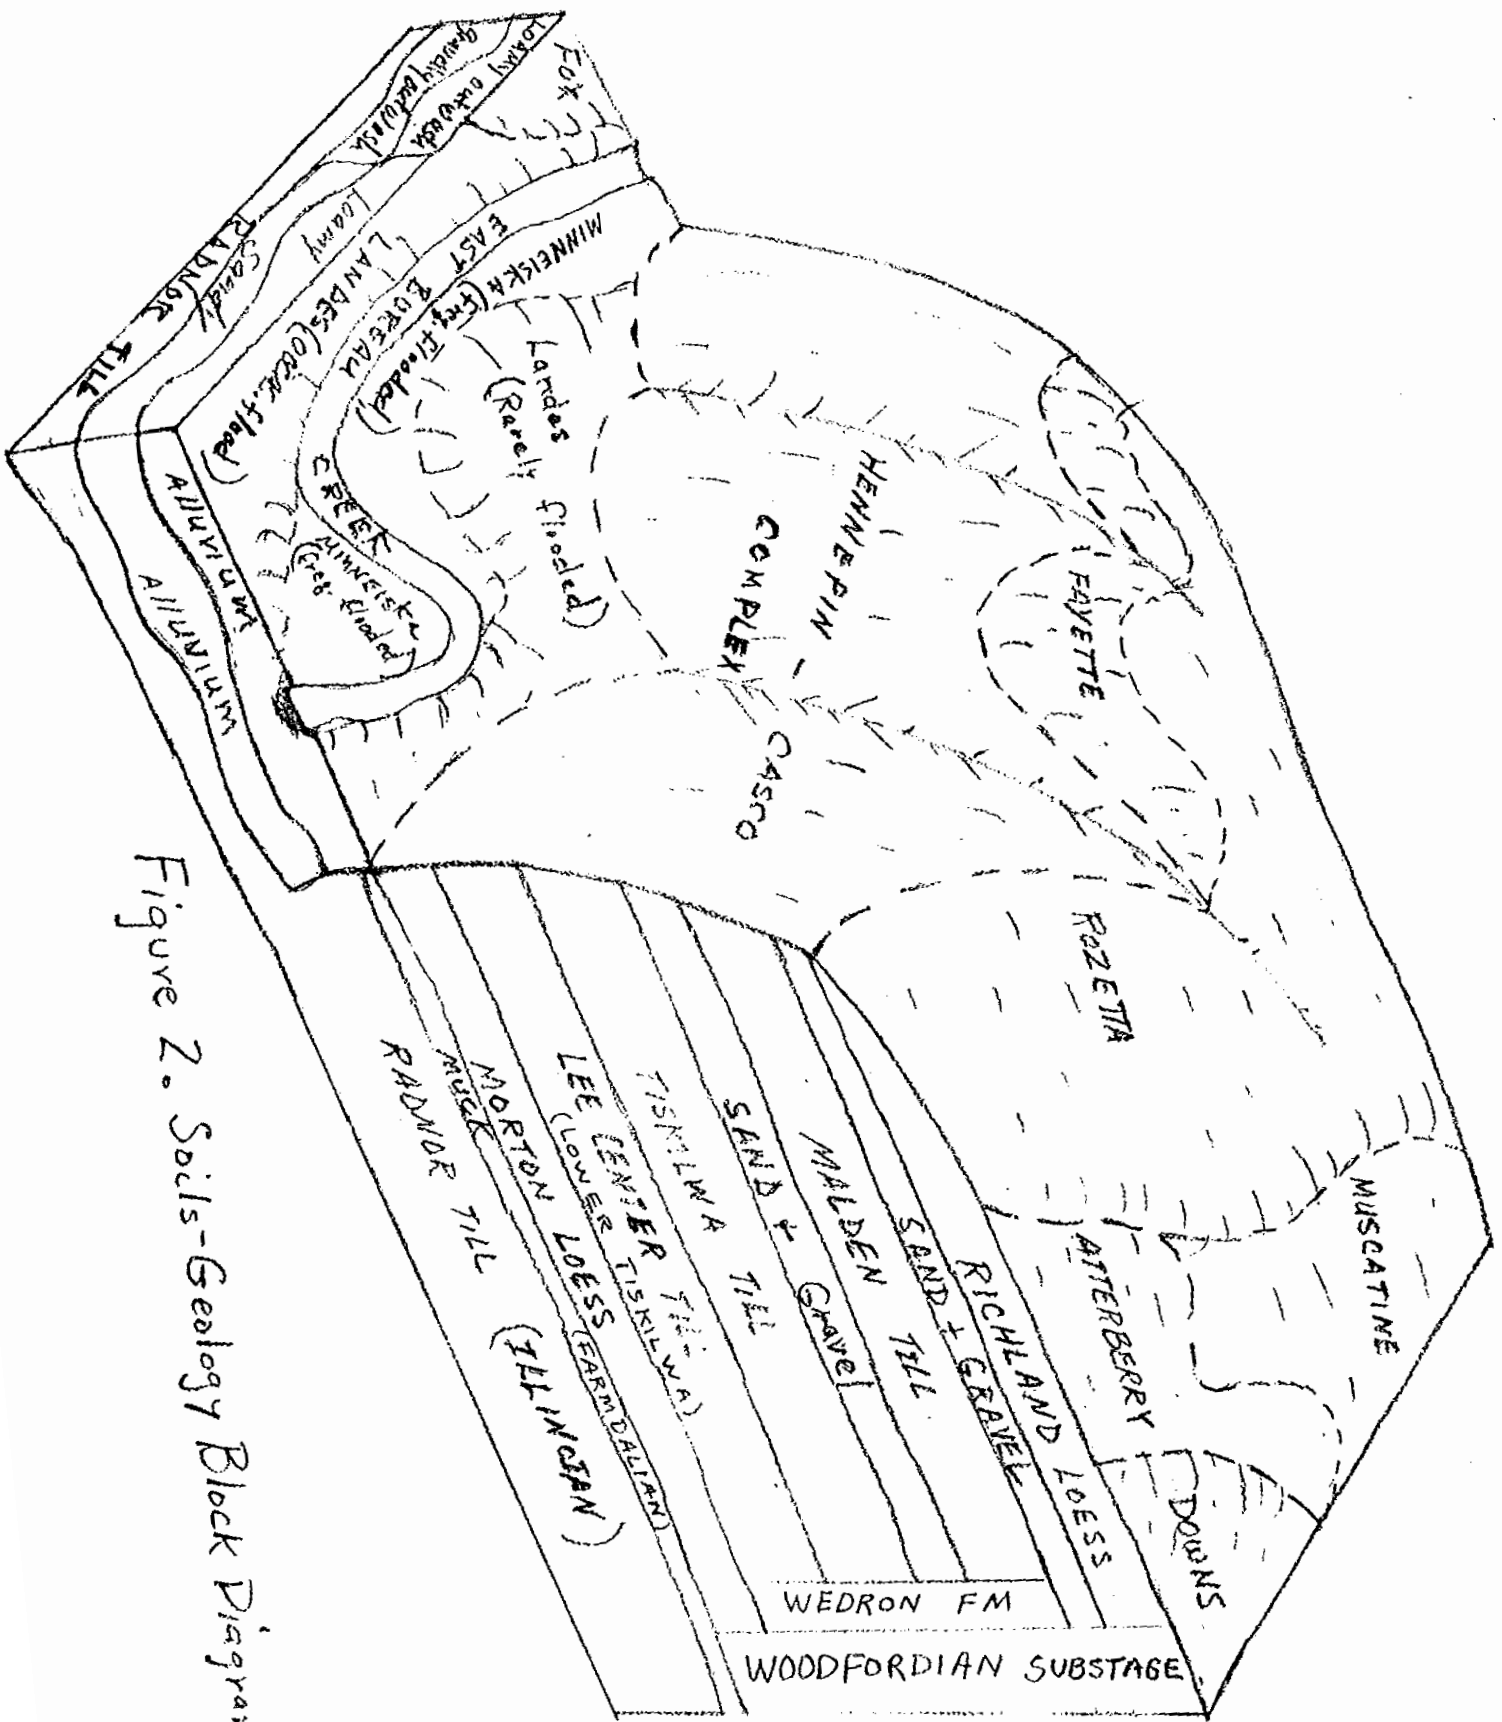 Fox
Loamy outwash
gravelly outwash
Loamy
Sandy
RADNOR TILL
MINNEISKA (Freq. Flooded)
EAST BUREAU CREEK
LANDES (occas. flood)
Landes
(Rarely flooded)
MINNEISKA
(freq. flooded)
Alluvium
ALLUVIUM
HENNEPIN - CASCO
COMPLEX
FAYETTE
ROZETTA
MUSCATINE
ATTERBERRY
DOWNS
RICHLAND LOESS
SAND + GRAVEL
MALDEN TILL
SAND + Gravel
TISKILWA TILL
LEE CENTER TILL
(LOWER TISKILWA)
MORTON LOESS (FARMDALIAN)
MUCK
RADNOR TILL (ILLINOIAN)
WEDRON FM
WOODFORDIAN SUBSTAGE
Figure 2. Soils-Geology Block Diagram